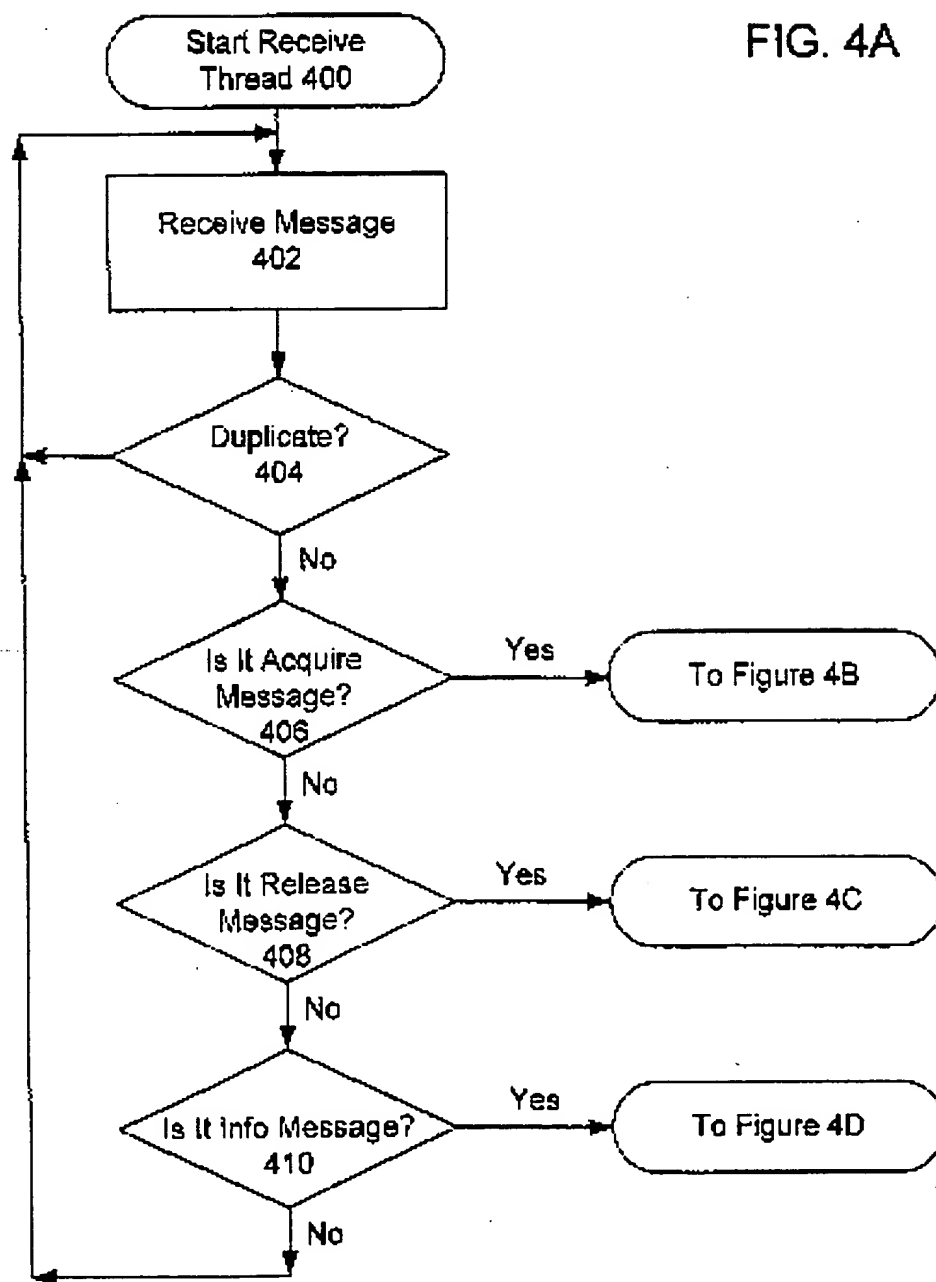 FIG. 4A
Start Receive
Thread 400
Receive Message
402
Duplicate?
404
No
Is It Acquire
Message?
406
Yes
To Figure 4B
No
Is It Release
Message?
408
Yes
To Figure 4C
No
Is It Info Message?
410
Yes
To Figure 4D
No